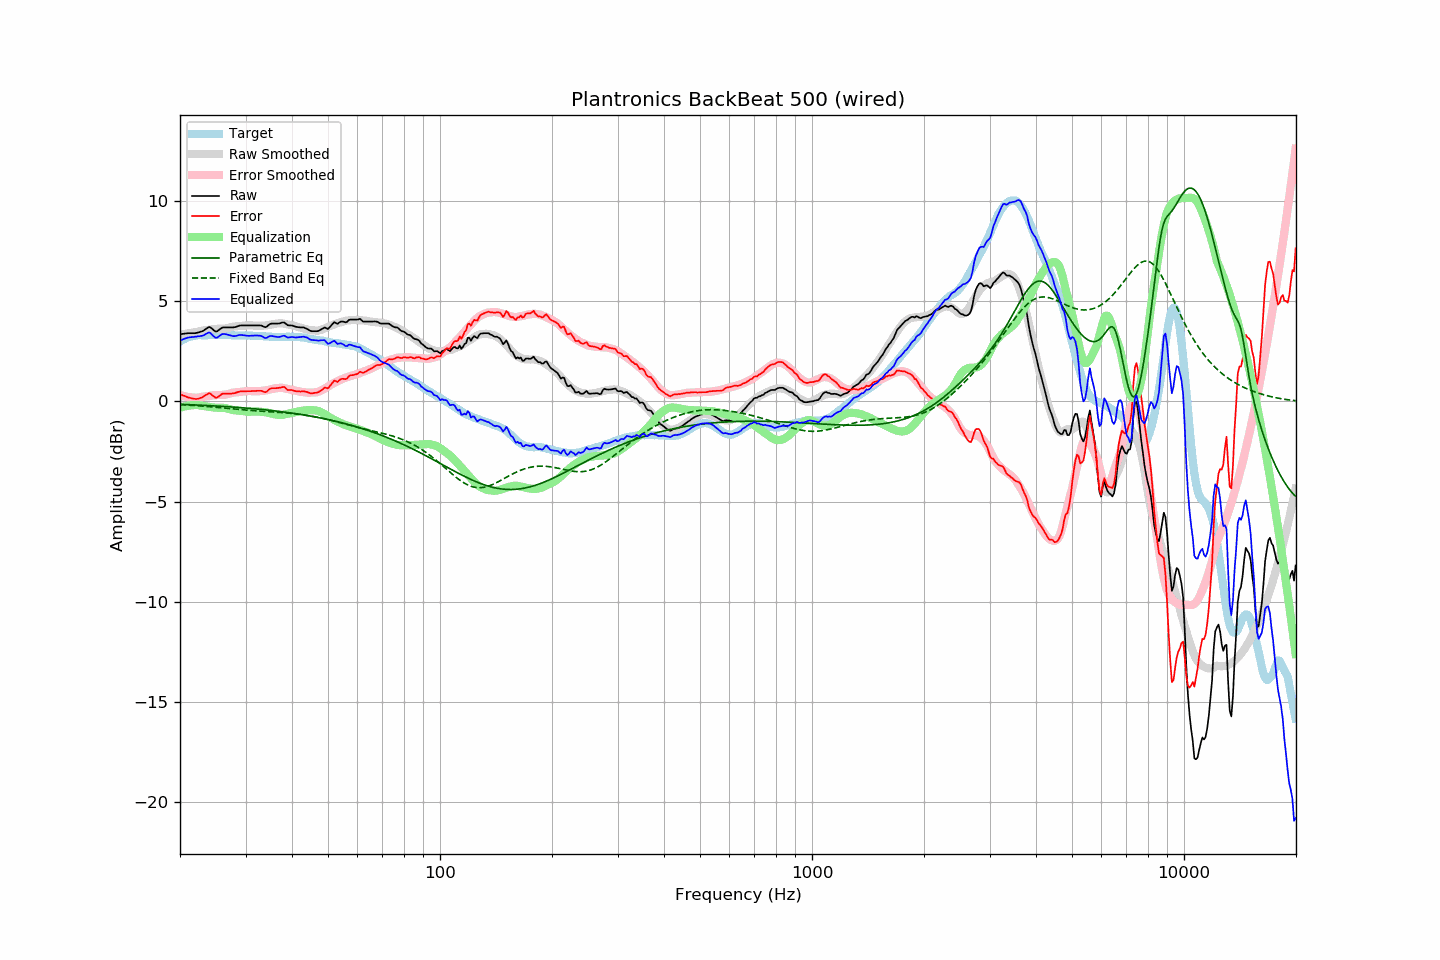 Plantronics BackBeat 500 (wired)
Target
Raw Smoothed
Error Smoothed
Raw
Error
Equalization
Parametric Eq
Fixed Band Eq
Equalized
10
5
0
−5
−10
−15
−20
Amplitude (dBr)
100
1000
10000
Frequency (Hz)